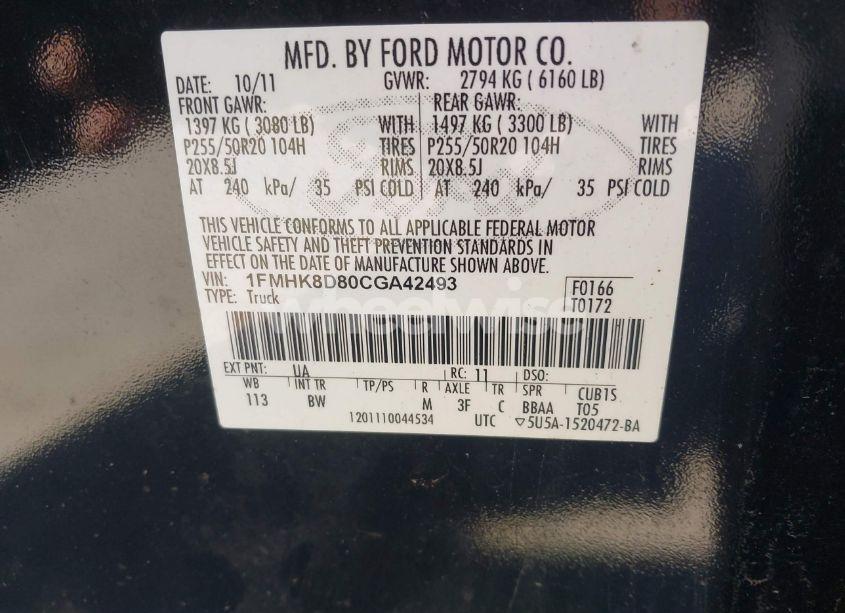 MFD. BY FORD MOTOR CO.
DATE: 10/11 GVWR: 2794 KG ( 6160 LB)
FRONT GAWR: REAR GAWR:
1397 KG ( 3080 LB) WITH 1497 KG ( 3300 LB) WITH
P255/50R20 104H TIRES P255/50R20 104H TIRES
20X8.5J RIMS 20X8.5J RIMS
AT 240 kPa/ 35 PSI COLD AT 240 kPa/ 35 PSI COLD
THIS VEHICLE CONFORMS TO ALL APPLICABLE FEDERAL MOTOR
VEHICLE SAFETY AND THEFT PREVENTION STANDARDS IN
EFFECT ON THE DATE OF MANUFACTURE SHOWN ABOVE.
VIN: 1FMHK8D80CGA42493 F0166
TYPE: Truck T0172
wheelwise
EXT PNT: UA RC: 11 DSO:
WB INT TR TP/PS R AXLE TR SPR CUB1S
113 BW M 3F C BBAA T05
1201110044534 UTC ▽5U5A-1520472-BA